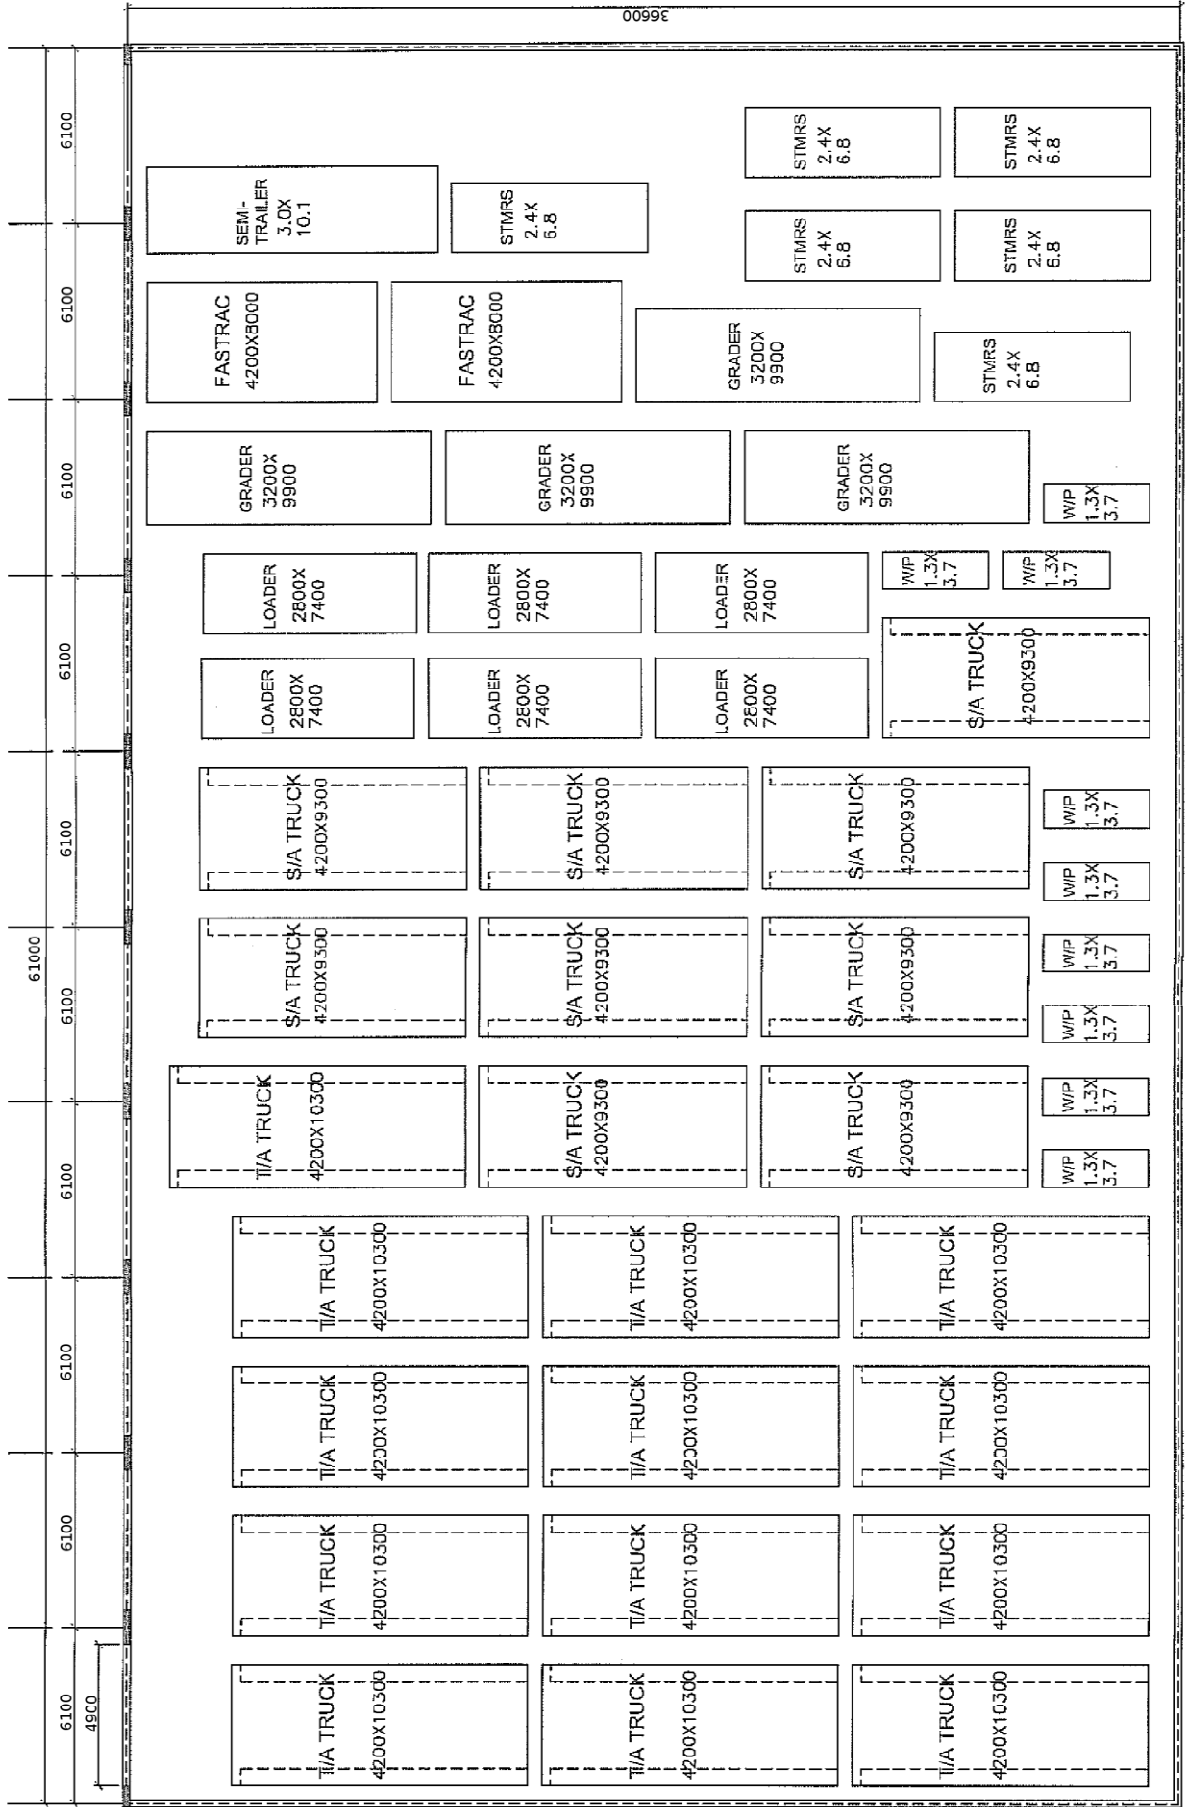 36600
61000
6100
6100
6100
6100
6100
6100
6100
6100
6100
6100
4900
SEMI-
TRAILER
3.0X
10.1
STMRS
2.4X
6.8
STMRS
2.4X
6.8
STMRS
2.4X
6.8
STMRS
2.4X
6.8
STMRS
2.4X
6.8
FASTRAC
4200X8000
FASTRAC
4200X8000
GRADER
3200X
9900
STMRS
2.4X
6.8
GRADER
3200X
9900
GRADER
3200X
9900
GRADER
3200X
9900
W/P
1.3X
3.7
LOADER
2800X
7400
LOADER
2800X
7400
LOADER
2800X
7400
W/P
1.3X
3.7
W/P
1.3X
3.7
LOADER
2800X
7400
LOADER
2800X
7400
LOADER
2800X
7400
S/A TRUCK
4200X9300
S/A TRUCK
4200X9300
S/A TRUCK
4200X9300
S/A TRUCK
4200X9300
W/P
1.3X
3.7
W/P
1.3X
3.7
S/A TRUCK
4200X9300
S/A TRUCK
4200X9300
S/A TRUCK
4200X9300
W/P
1.3X
3.7
W/P
1.3X
3.7
T/A TRUCK
4200X10300
S/A TRUCK
4200X9300
S/A TRUCK
4200X9300
W/P
1.3X
3.7
W/P
1.3X
3.7
T/A TRUCK
4200X10300
T/A TRUCK
4200X10300
T/A TRUCK
4200X10300
T/A TRUCK
4200X10300
T/A TRUCK
4200X10300
T/A TRUCK
4200X10300
T/A TRUCK
4200X10300
T/A TRUCK
4200X10300
T/A TRUCK
4200X10300
T/A TRUCK
4200X10300
T/A TRUCK
4200X10300
T/A TRUCK
4200X10300